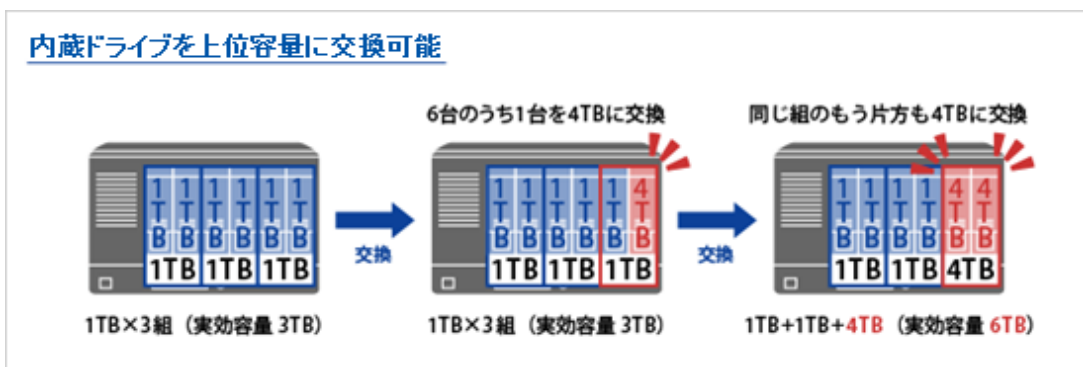 内蔵ドライブを上位容量に交換可能
6台のうち1台を4TBに交換
同じ組のもう片方も4TBに交換
1TB 1TB 1TB 1TB 1TB 1TB
1TB 1TB 1TB
交換
1TB 1TB 1TB 1TB 1TB 4TB
1TB 1TB 1TB
交換
1TB 1TB 1TB 1TB 4TB 4TB
1TB 1TB 4TB
1TB×3組（実効容量 3TB）
1TB×3組（実効容量 3TB）
1TB+1TB+4TB（実効容量 6TB）